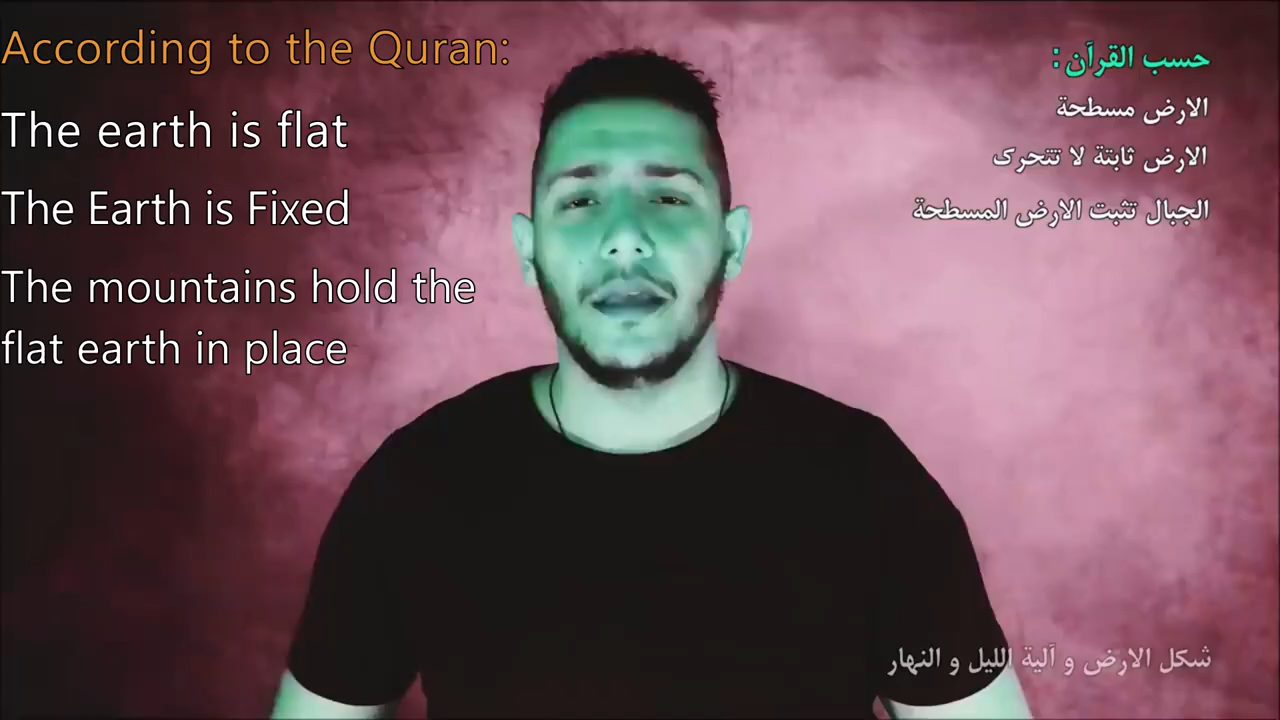 According to the Quran:
The earth is flat
The Earth is Fixed
The mountains hold the
flat earth in place
حسب القرآن :
الارض مسطحة
الارض ثابتة لا تتحرك
الجبال تثبت الارض المسطحة
شكل الارض و آلية الليل و النهار